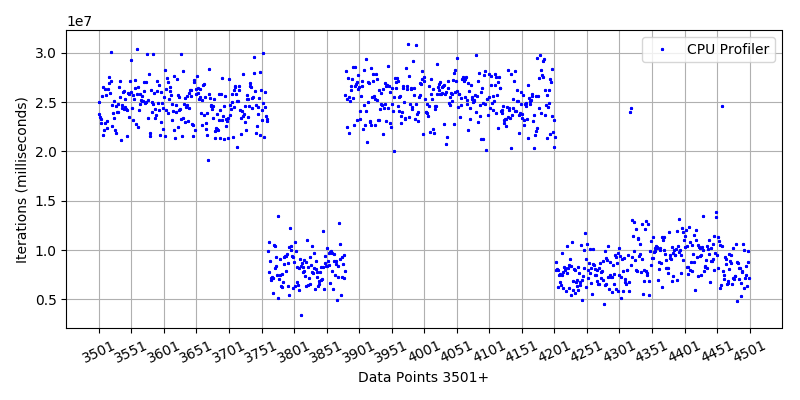 1e7
CPU Profiler
3.0
2.5
2.0
1.5
1.0
0.5
Iterations (milliseconds)
3501 3551 3601 3651 3701 3751 3801 3851 3901 3951 4001 4051 4101 4151 4201 4251 4301 4351 4401 4451 4501
Data Points 3501+